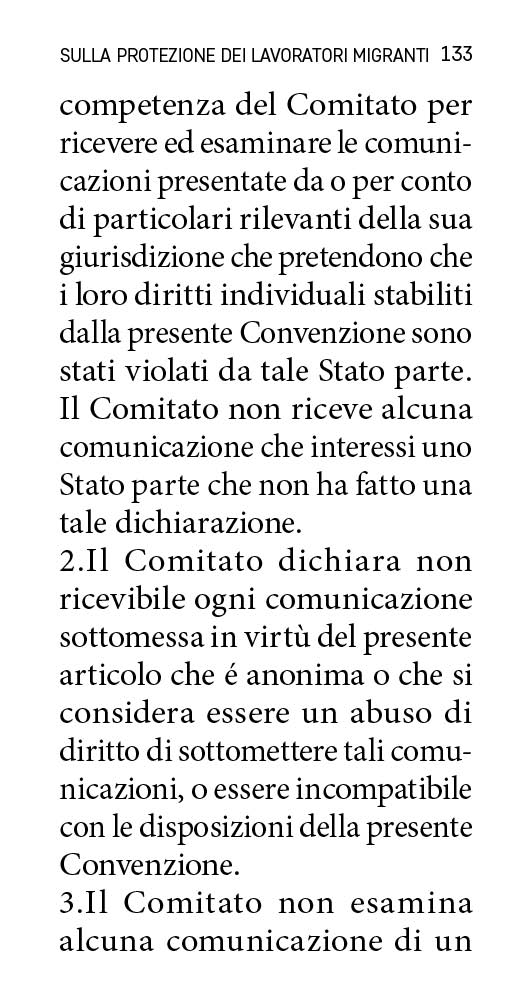 SULLA PROTEZIONE DEI LAVORATORI MIGRANTI 133
competenza del Comitato per
ricevere ed esaminare le comuni-
cazioni presentate da o per conto
di particolari rilevanti della sua
giurisdizione che pretendono che
i loro diritti individuali stabiliti
dalla presente Convenzione sono
stati violati da tale Stato parte.
Il Comitato non riceve alcuna
comunicazione che interessi uno
Stato parte che non ha fatto una
tale dichiarazione.
2.Il Comitato dichiara non
ricevibile ogni comunicazione
sottomessa in virtù del presente
articolo che é anonima o che si
considera essere un abuso di
diritto di sottomettere tali comu-
nicazioni, o essere incompatibile
con le disposizioni della presente
Convenzione.
3.Il Comitato non esamina
alcuna comunicazione di un